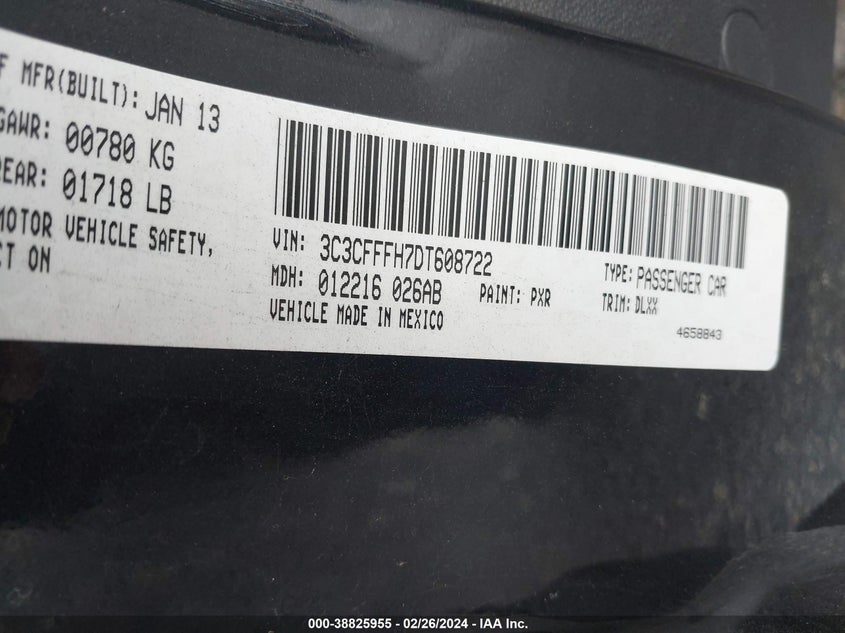 F MFR(BUILT): JAN 13
GAWR: 00780 KG
REAR: 01718 LB
MOTOR VEHICLE SAFETY,
CT ON
VIN: 3C3CFFFH7DT608722
MDH: 012216 026AB
PAINT: PXR
VEHICLE MADE IN MEXICO
TYPE: PASSENGER CAR
TRIM: DLXX
4658843
000-38825955 - 02/26/2024 - IAA Inc.